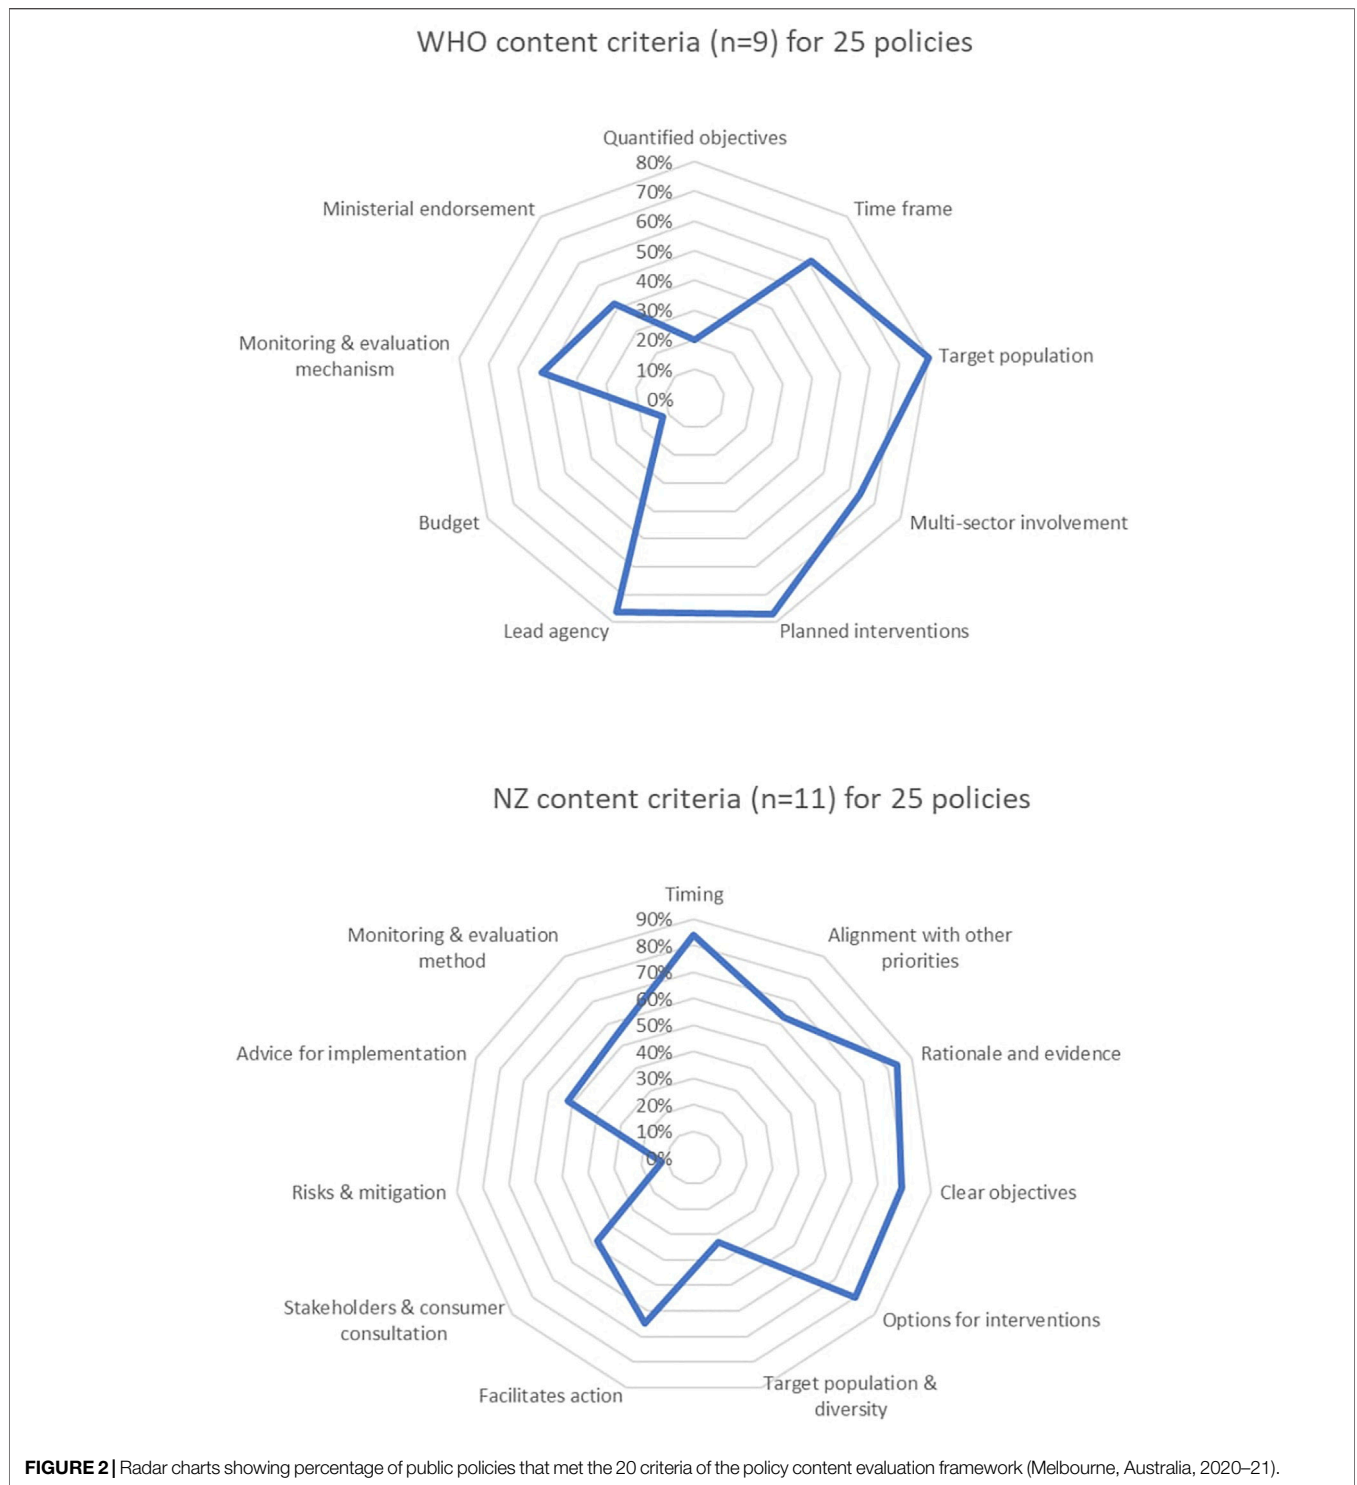 WHO content criteria (n=9) for 25 policies
Quantified objectives
80%
70%
60%
50%
40%
30%
20%
10%
0%
Time frame
Target population
Multi-sector involvement
Planned interventions
Lead agency
Budget
Monitoring & evaluation
mechanism
Ministerial endorsement
NZ content criteria (n=11) for 25 policies
Timing
90%
80%
70%
60%
50%
40%
30%
20%
10%
0%
Alignment with other
priorities
Rationale and evidence
Clear objectives
Options for interventions
Target population &
diversity
Facilitates action
Stakeholders & consumer
consultation
Risks & mitigation
Advice for implementation
Monitoring & evaluation
method
FIGURE 2 | Radar charts showing percentage of public policies that met the 20 criteria of the policy content evaluation framework (Melbourne, Australia, 2020–21).